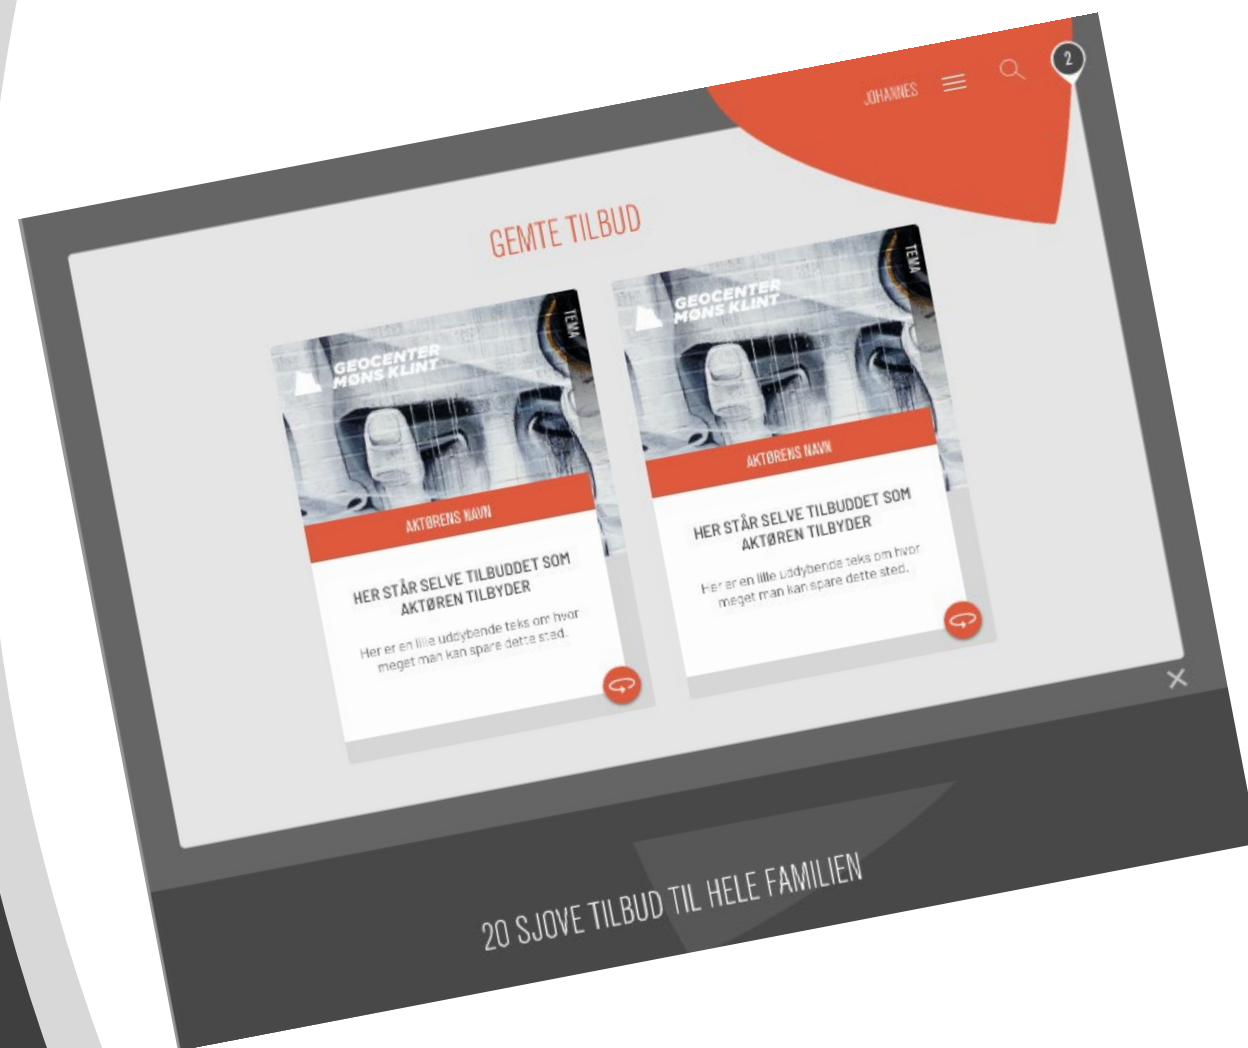 JOHANNES
2
GEMTE TILBUD
TEMA
GEOCENTER
MØNS KLINT
AKTØRENS NAVN
HER STÅR SELVE TILBUDDET SOM
AKTØREN TILBYDER
Her er en lille uddybende teks om hvor
meget man kan spare dette sted.
TEMA
GEOCENTER
MØNS KLINT
AKTØRENS NAVN
HER STÅR SELVE TILBUDDET SOM
AKTØREN TILBYDER
Her er en lille uddybende teks om hvor
meget man kan spare dette sted.
20 SJOVE TILBUD TIL HELE FAMILIEN